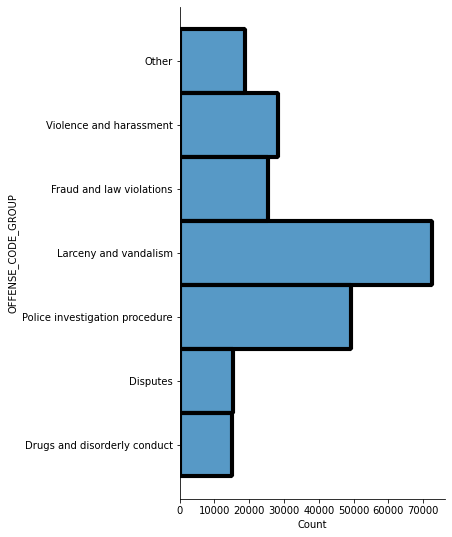 Other
Violence and harassment
Fraud and law violations
Larceny and vandalism
Police investigation procedure
Disputes
Drugs and disorderly conduct
OFFENSE_CODE_GROUP
0 10000 20000 30000 40000 50000 60000 70000
Count